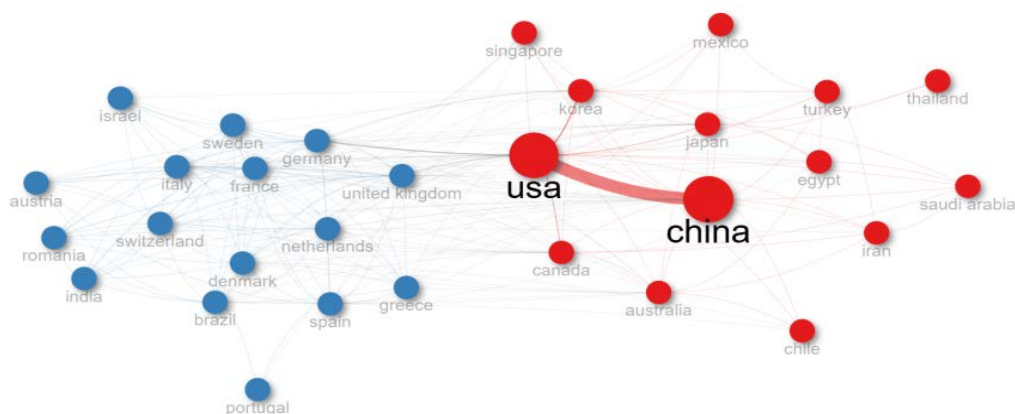 singapore
mexico
thailand
korea
turkey
israel
japan
sweden
germany
egypt
italy
france
united kingdom
usa
austria
saudi arabia
china
switzerland
netherlands
romania
iran
canada
denmark
india
greece
australia
brazil
spain
chile
portugal